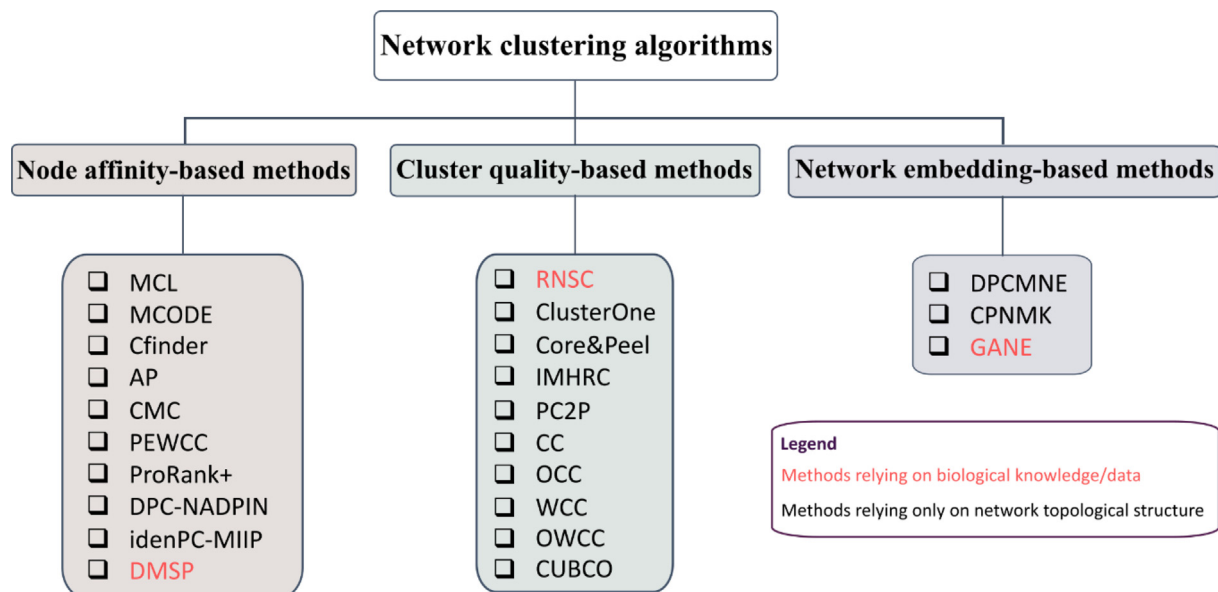 Network clustering algorithms
Node affinity-based methods
MCL
MCODE
Cfinder
AP
CMC
PEWCC
ProRank+
DPC-NADPIN
idenPC-MIIP
DMSP
Cluster quality-based methods
RNSC
ClusterOne
Core&Peel
IMHRC
PC2P
CC
OCC
WCC
OWCC
CUBCO
Network embedding-based methods
DPCMNE
CPNMK
GANE
Legend
Methods relying on biological knowledge/data
Methods relying only on network topological structure